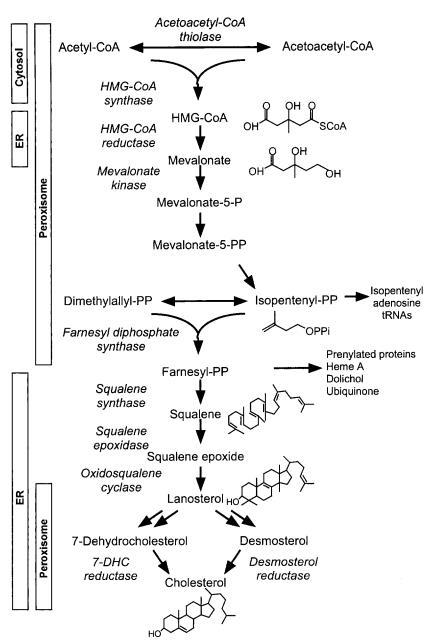 Acetoacetyl-CoA
thiolase
Acetyl-CoA
Acetoacetyl-CoA
Cytosol
HMG-CoA
synthase
HMG-CoA
OH
O
O
OH
SCoA
ER
HMG-CoA
reductase
Mevalonate
O
OH
OH
OH
Mevalonate
kinase
Mevalonate-5-P
Peroxisome
Mevalonate-5-PP
Dimethylallyl-PP
Isopentenyl-PP
Isopentenyl
adenosine
tRNAs
OPPi
Farnesyl diphosphate
synthase
Farnesyl-PP
Prenylated proteins
Heme A
Dolichol
Ubiquinone
Squalene
synthase
Squalene
Squalene
epoxidase
Squalene epoxide
Oxidosqualene
cyclase
Lanosterol
HO
ER
Peroxisome
7-Dehydrocholesterol
Desmosterol
7-DHC
reductase
Desmosterol
reductase
Cholesterol
HO